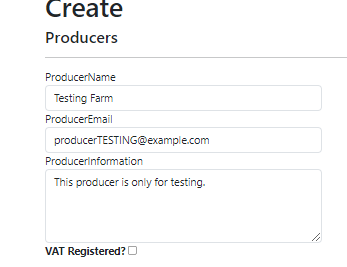 Create
Producers
ProducerName
Testing Farm
ProducerEmail
producerTESTING@example.com
ProducerInformation
This producer is only for testing.
VAT Registered?